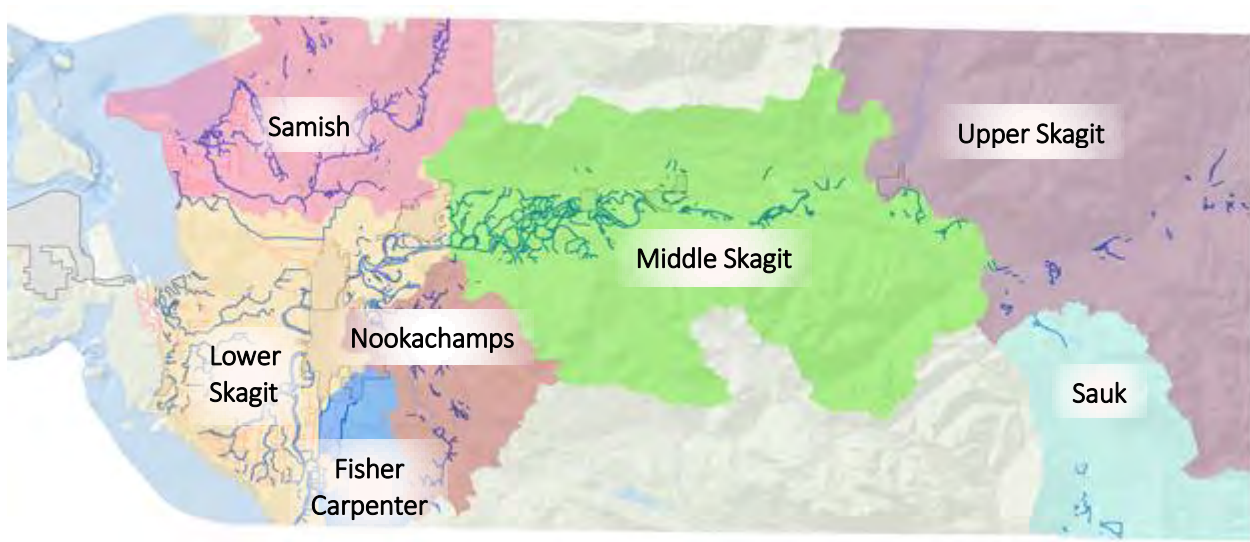 Samish
Upper Skagit
Middle Skagit
Nookachamps
Lower
Skagit
Sauk
Fisher
Carpenter